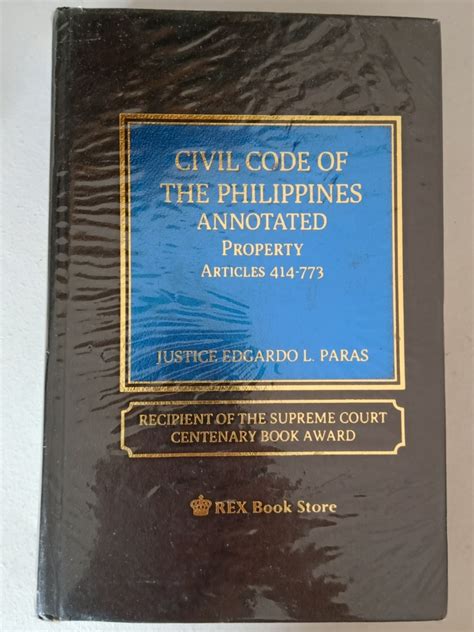 CIVIL CODE OF
THE PHILIPPINES
ANNOTATED
PROPERTY
ARTICLES 414-773
JUSTICE EDGARDO L. PARAS
RECIPIENT OF THE SUPREME COURT
CENTENARY BOOK AWARD
REX Book Store